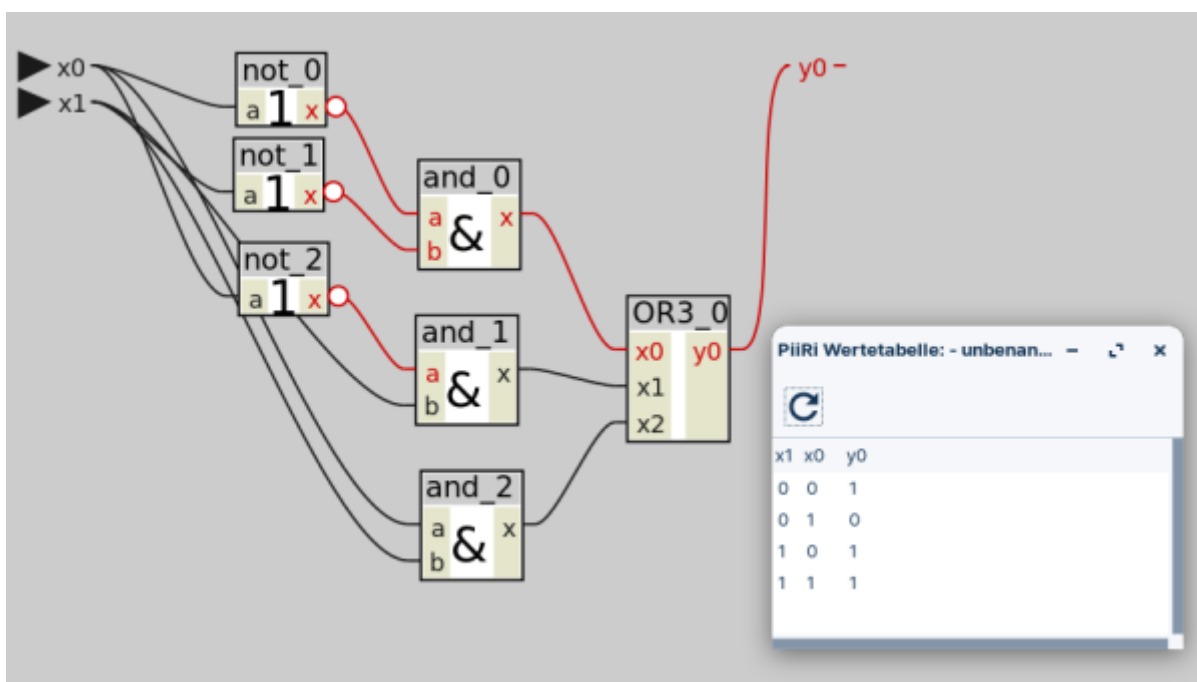 x0
x1
not_0
a 1 x
not_1
a 1 x
not_2
a 1 x
and_0
a & x
b
and_1
a & x
b
and_2
a & x
b
OR3_0
x0 y0
x1
x2
y0
PiiRi Wertetabelle: - unbenan...
x1 x0 y0
0 0 1
0 1 0
1 0 1
1 1 1